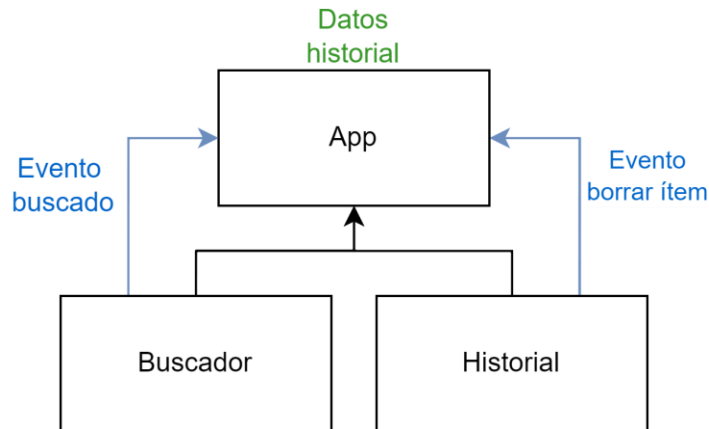 Datos
historial
App
Evento
buscado
Evento
borrar ítem
Buscador
Historial